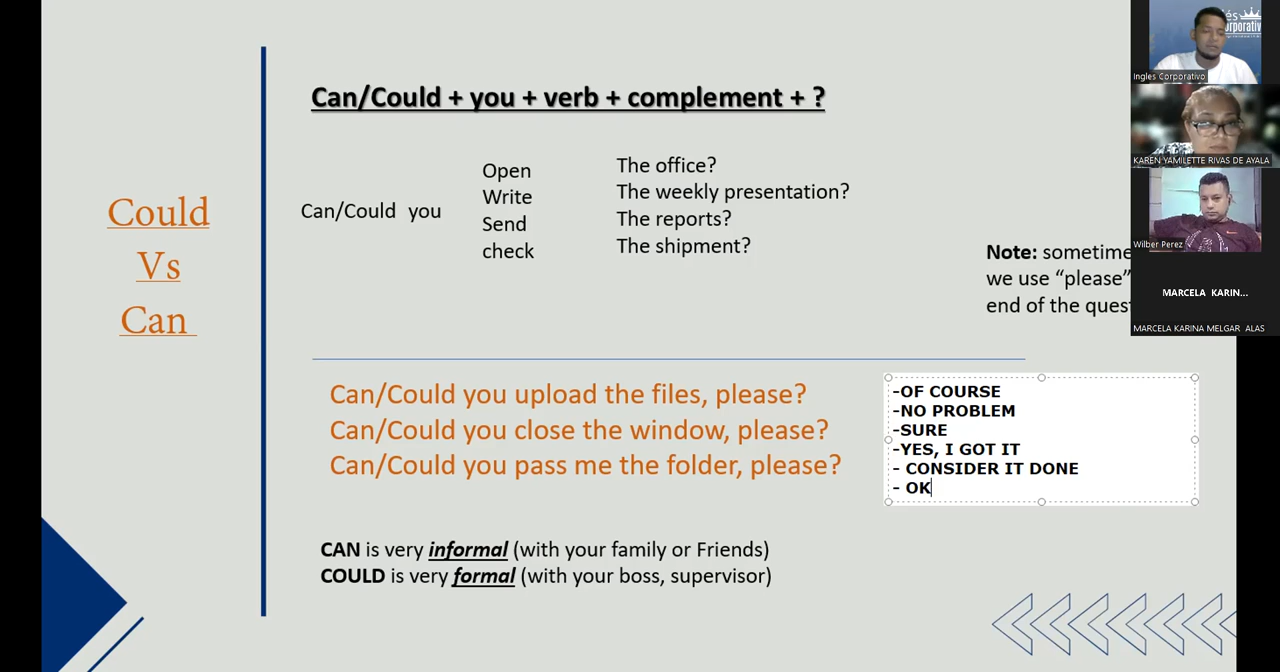 Can/Could + you + verb + complement + ?
Could
Vs
Can
Can/Could you
Open
Write
Send
check
The office?
The weekly presentation?
The reports?
The shipment?
Note:
we use “please”
end of the
Can/Could you upload the files, please?
Can/Could you close the window, please?
Can/Could you pass me the folder, please?
-OF COURSE
-NO PROBLEM
-SURE
-YES, I GOT IT
- CONSIDER IT DONE
- OK
CAN is very informal (with your family or Friends)
COULD is very formal (with your boss, supervisor)
Ingles Corporativo
KAREN YAMILETTE RIVAS DE AYALA
Wilber Perez
MARCELA KARIN...
MARCELA KARINA MELGAR ALAS